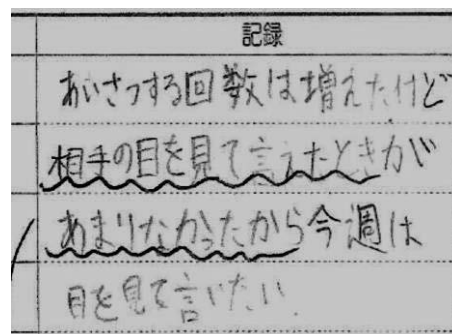 記録
あいさつする回数は増えたけど
相手の目を見て言えたときが
あまりなかったから今週は
目を見て言いたい.